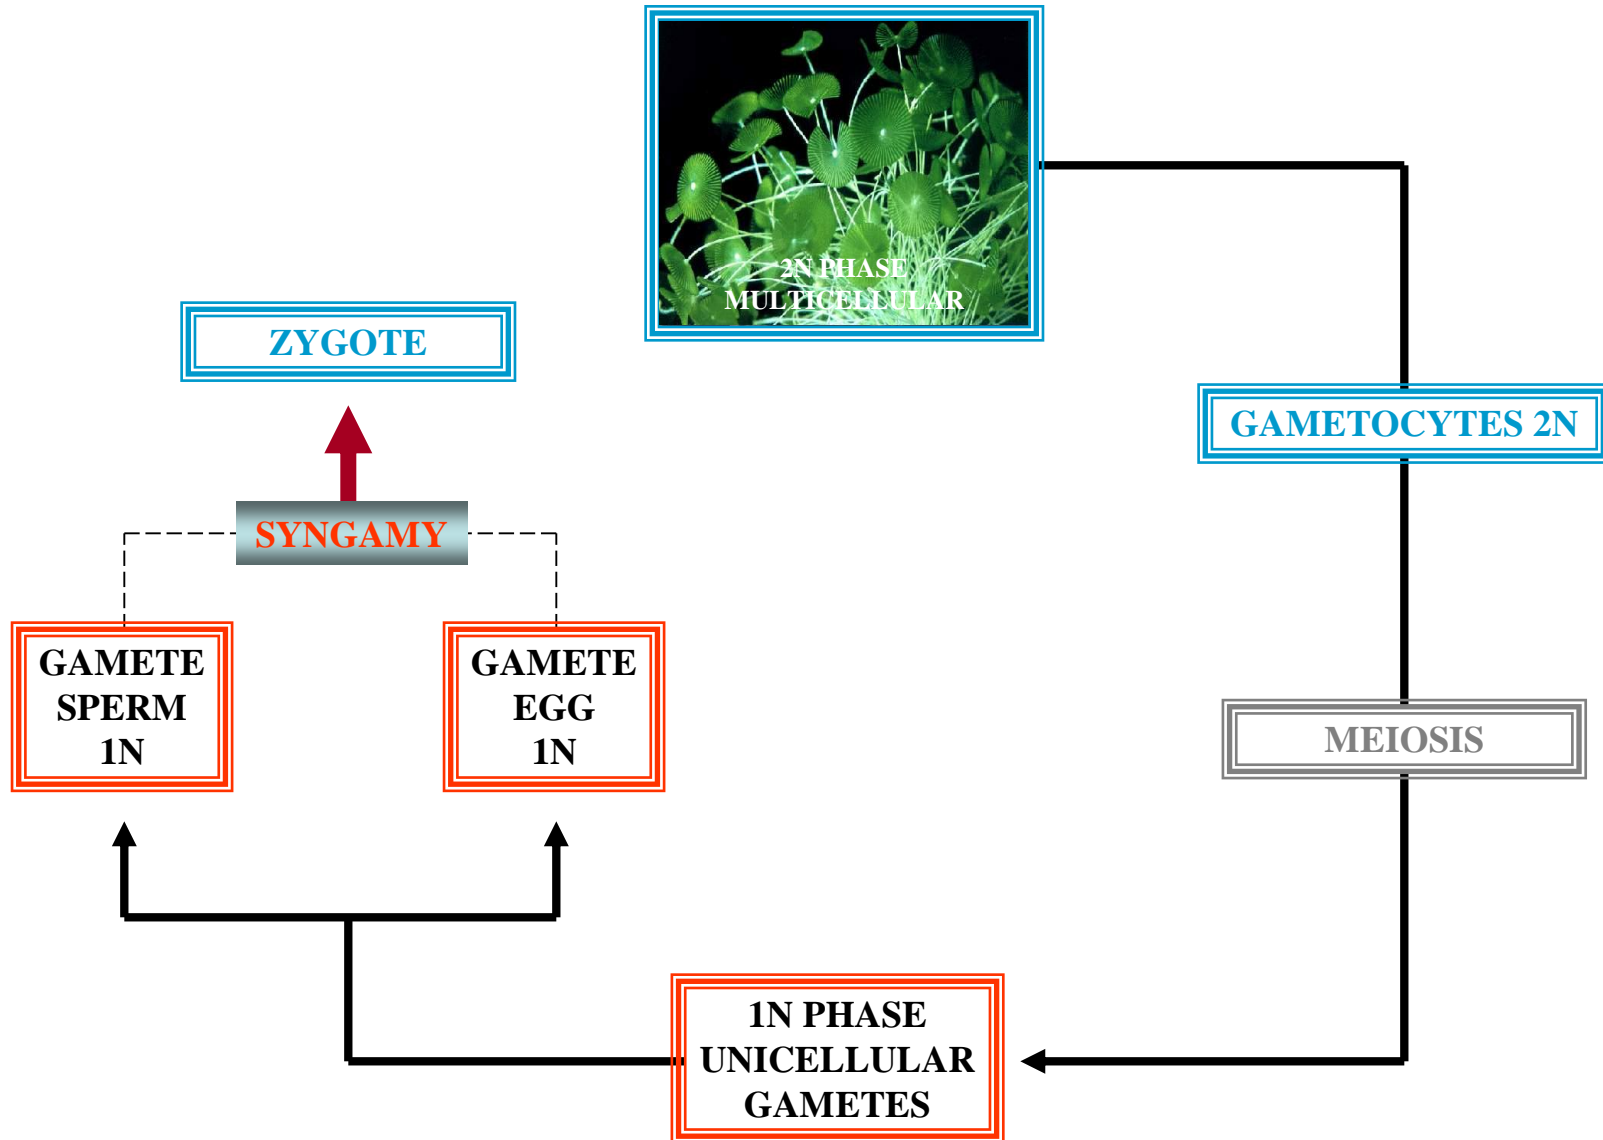 2N PHASE
MULTICELLULAR
ZYGOTE
GAMETOCYTES 2N
SYNGAMY
GAMETE
SPERM
1N
GAMETE
EGG
1N
MEIOSIS
1N PHASE
UNICELLULAR
GAMETES